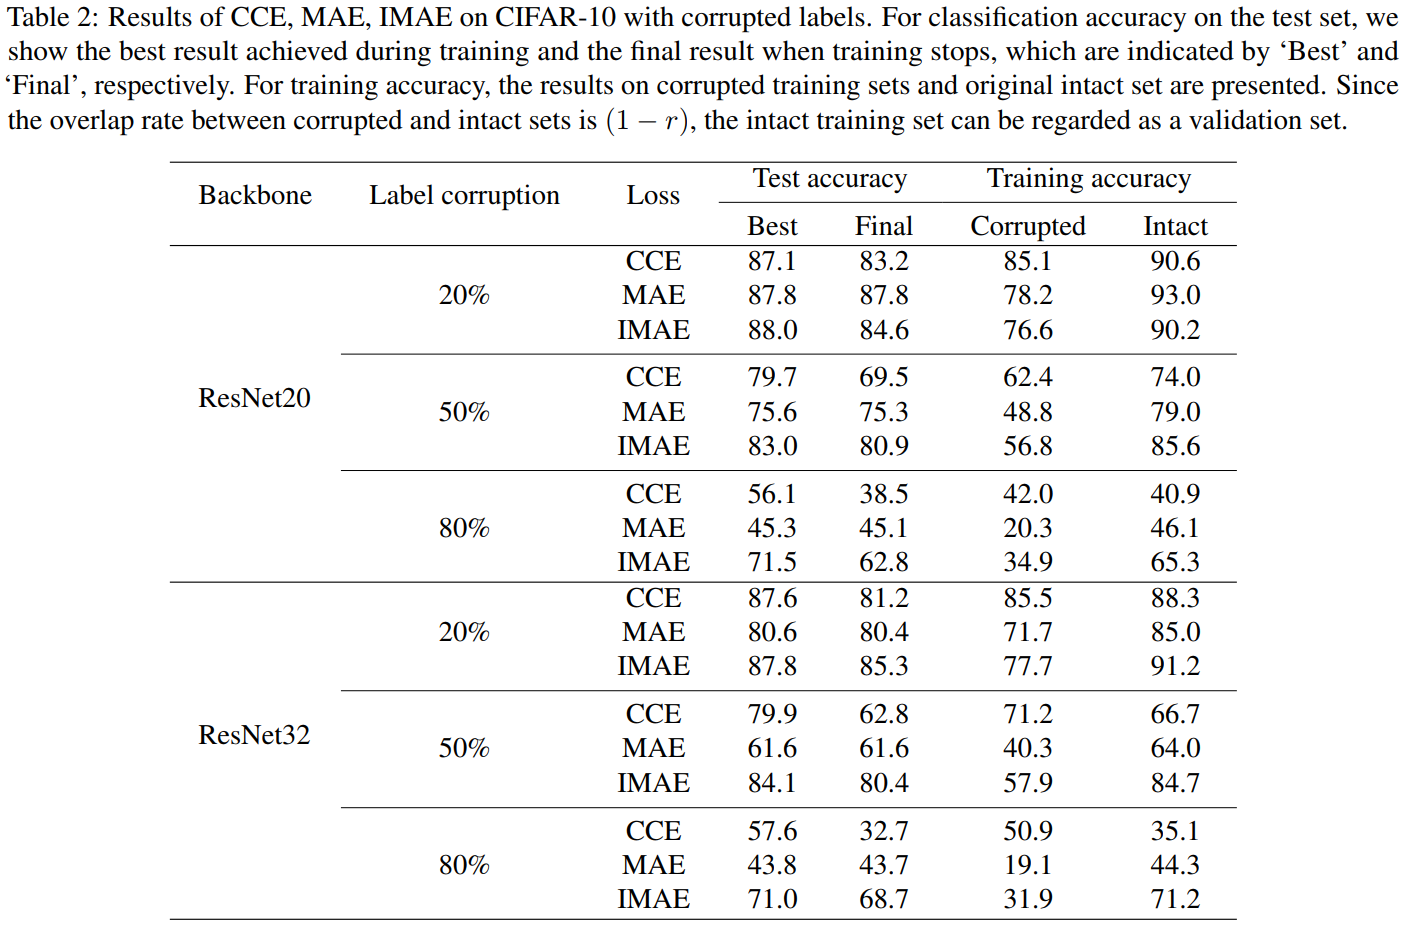 Table 2: Results of CCE, MAE, IMAE on CIFAR-10 with corrupted labels. For classification accuracy on the test set, we
show the best result achieved during training and the final result when training stops, which are indicated by ‘Best’ and
‘Final’, respectively. For training accuracy, the results on corrupted training sets and original intact set are presented. Since
the overlap rate between corrupted and intact sets is (1 − r), the intact training set can be regarded as a validation set.
Backbone Label corruption Loss Test accuracy Training accuracy
Best Final Corrupted Intact
ResNet20 20% CCE 87.1 83.2 85.1 90.6
MAE 87.8 87.8 78.2 93.0
IMAE 88.0 84.6 76.6 90.2
50% CCE 79.7 69.5 62.4 74.0
MAE 75.6 75.3 48.8 79.0
IMAE 83.0 80.9 56.8 85.6
80% CCE 56.1 38.5 42.0 40.9
MAE 45.3 45.1 20.3 46.1
IMAE 71.5 62.8 34.9 65.3
ResNet32 20% CCE 87.6 81.2 85.5 88.3
MAE 80.6 80.4 71.7 85.0
IMAE 87.8 85.3 77.7 91.2
50% CCE 79.9 62.8 71.2 66.7
MAE 61.6 61.6 40.3 64.0
IMAE 84.1 80.4 57.9 84.7
80% CCE 57.6 32.7 50.9 35.1
MAE 43.8 43.7 19.1 44.3
IMAE 71.0 68.7 31.9 71.2